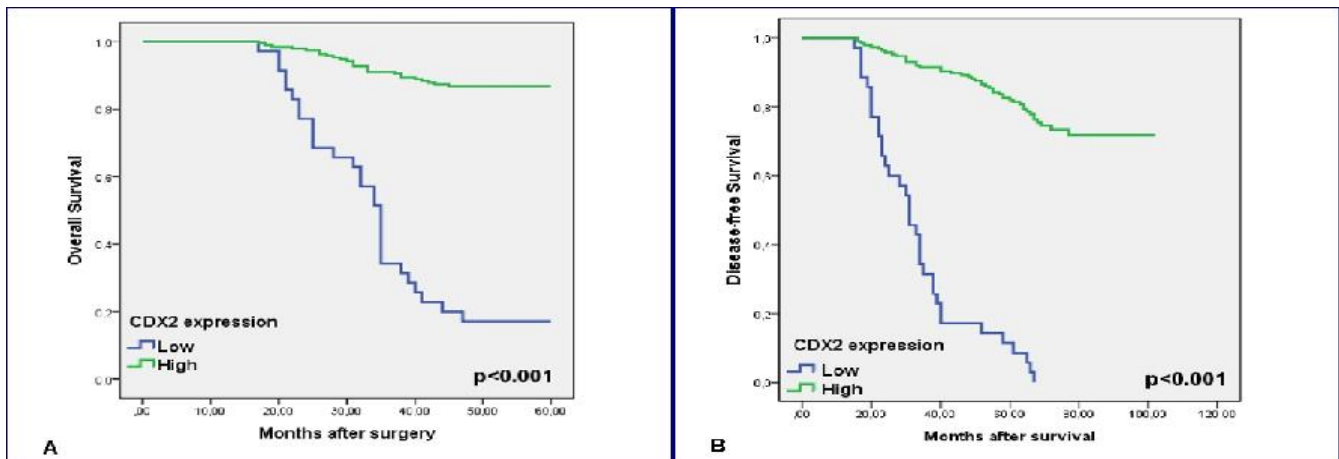 1,0
0,8
0,6
0,4
0,2
0,0
Overall Survival
CDX2 expression
Low
High
p<0.001
,00 10,00 20,00 30,00 40,00 50,00 60,00
Months after surgery
A
1,0
0,8
0,6
0,4
0,2
0,0
Disease-free Survival
CDX2 expression
Low
High
p<0.001
,00 20,00 40,00 60,00 80,00 100,00 120,00
Months after survival
B